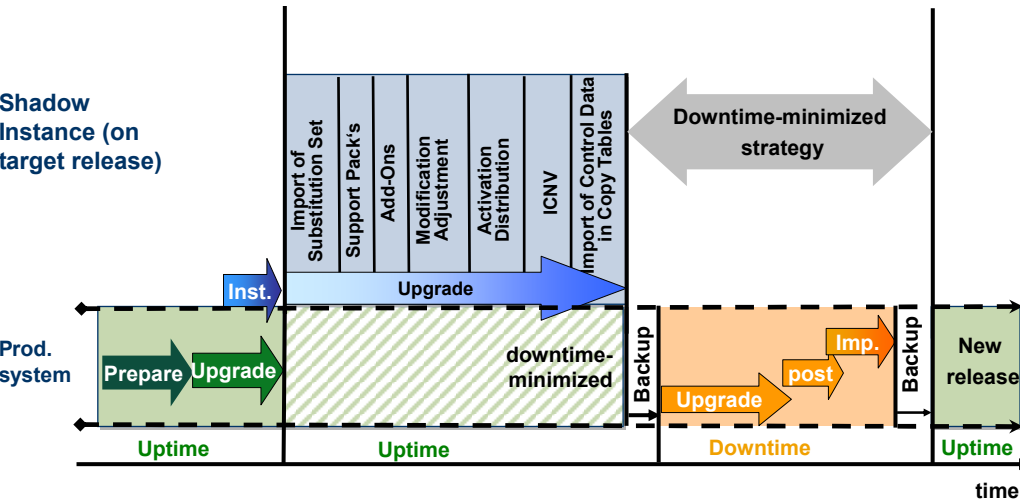 Shadow
Instance (on
target release)
Import of
Substitution Set
Support Pack's
Add-Ons
Modification
Adjustment
Activation
Distribution
ICNV
Import of Control Data
in Copy Tables
Downtime-minimized
strategy
Inst.
Upgrade
Prod.
system
Prepare
Upgrade
downtime-
minimized
Backup
Upgrade
post
Imp.
Backup
New
release
Uptime
Uptime
Downtime
Uptime
time